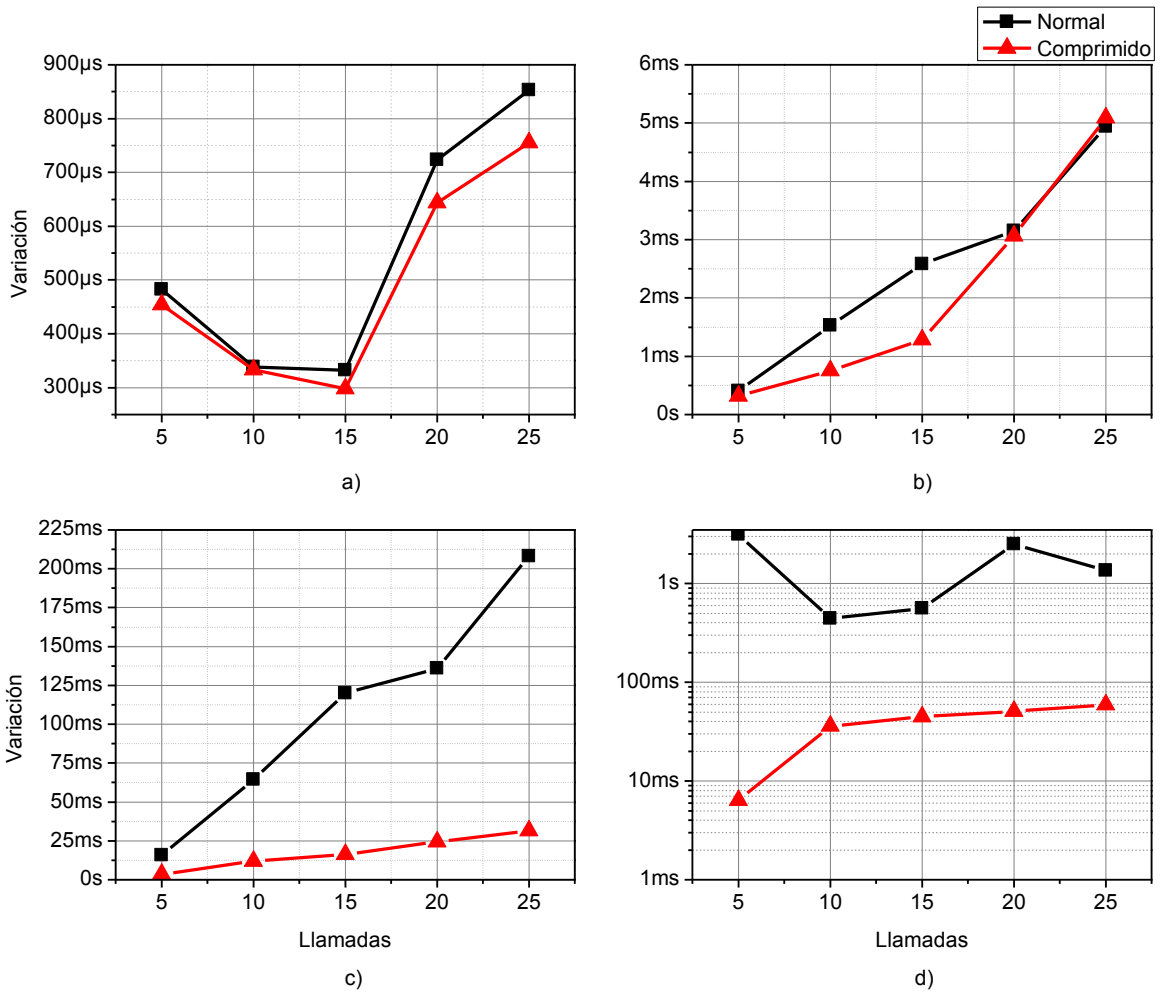 Normal
Comprimido
900µs
800µs
700µs
600µs
500µs
400µs
300µs
Variación
5 10 15 20 25
a)
6ms
5ms
4ms
3ms
2ms
1ms
0s
5 10 15 20 25
b)
225ms
200ms
175ms
150ms
125ms
100ms
75ms
50ms
25ms
0s
Variación
5 10 15 20 25
Llamadas
c)
1s
100ms
10ms
1ms
5 10 15 20 25
Llamadas
d)